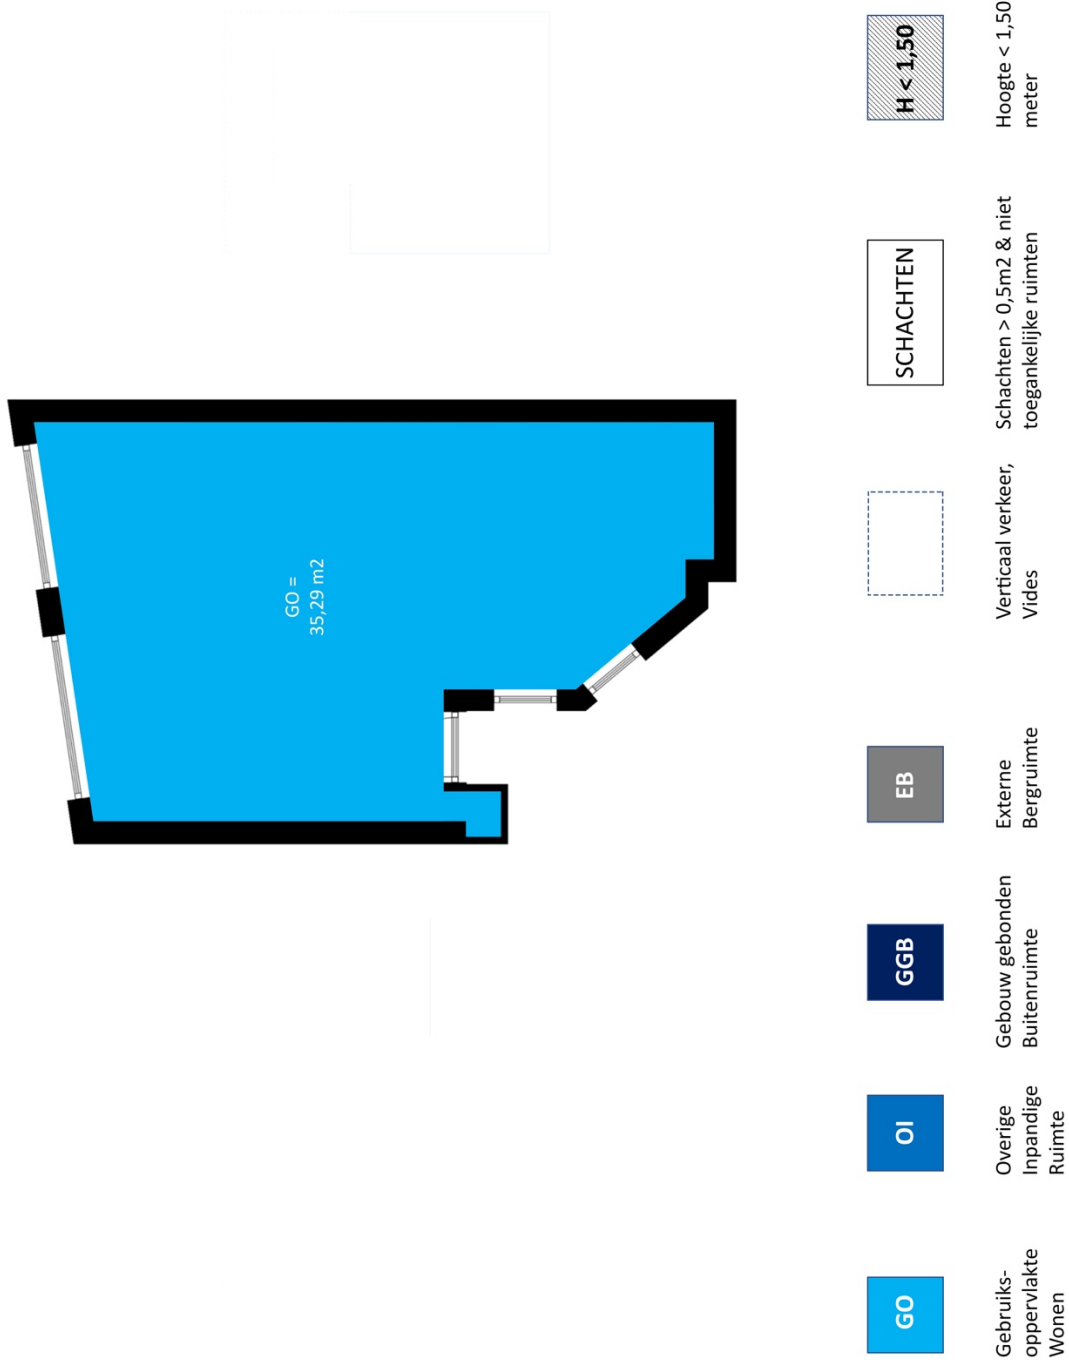 GO =
35,29 m2
GO
Gebruiks-
oppervlakte
Wonen
OI
Overige
Inpandige
Ruimte
GGB
Gebouw gebonden
Buitenruimte
EB
Externe
Bergruimte
Verticaal verkeer,
Vides
SCHACHTEN
Schachten > 0,5m2 & niet
toegankelijke ruimten
H < 1,50
Hoogte < 1,50
meter